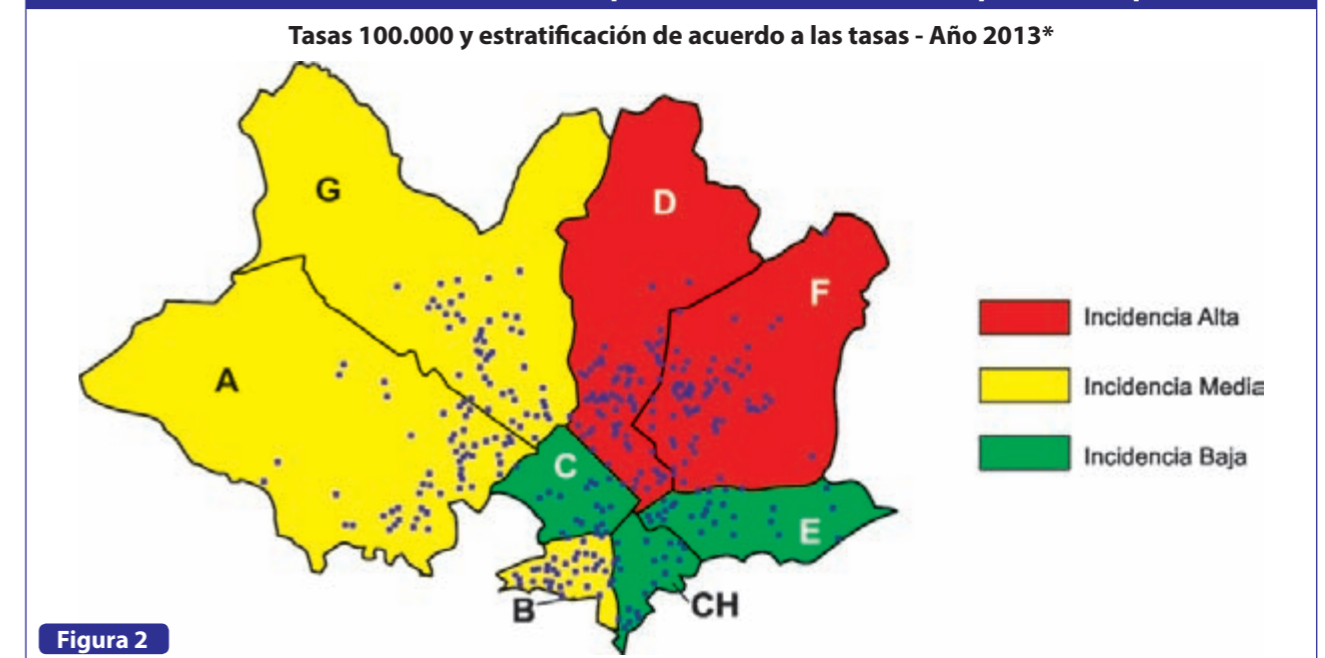 Tasas 100.000 y estratificación de acuerdo a las tasas - Año 2013*
G
D
F
A
C
E
B
CH
Incidencia Alta
Incidencia Media
Incidencia Baja
Figura 2